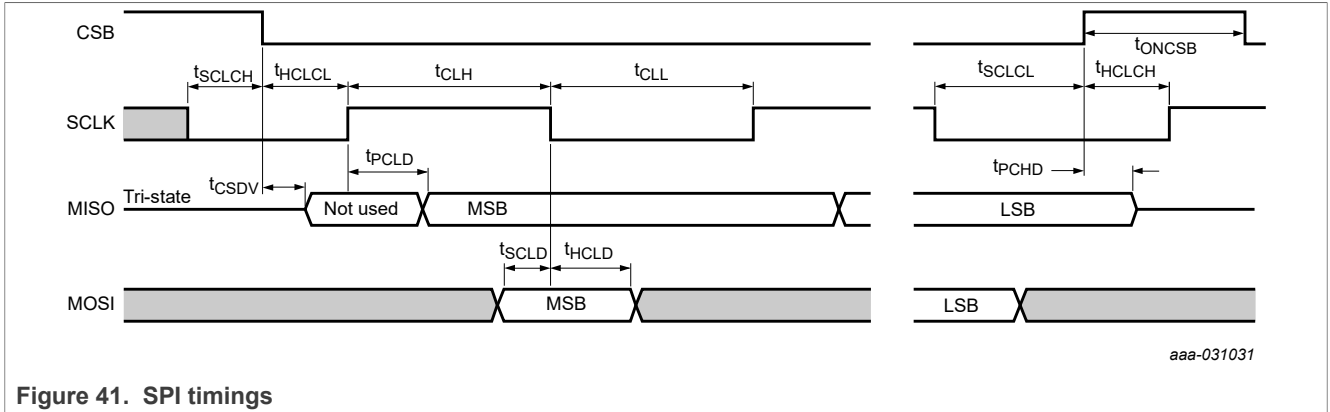 CSB
tONCSB
tSCLCH tHCLCL tCLH tCLL tSCLCL tHCLCH
SCLK
tPCLD
tPCHD
tCSDV
MISO Tri-state Not used MSB LSB
tSCLD tHCLD
MOSI MSB LSB
aaa-031031
Figure 41. SPI timings